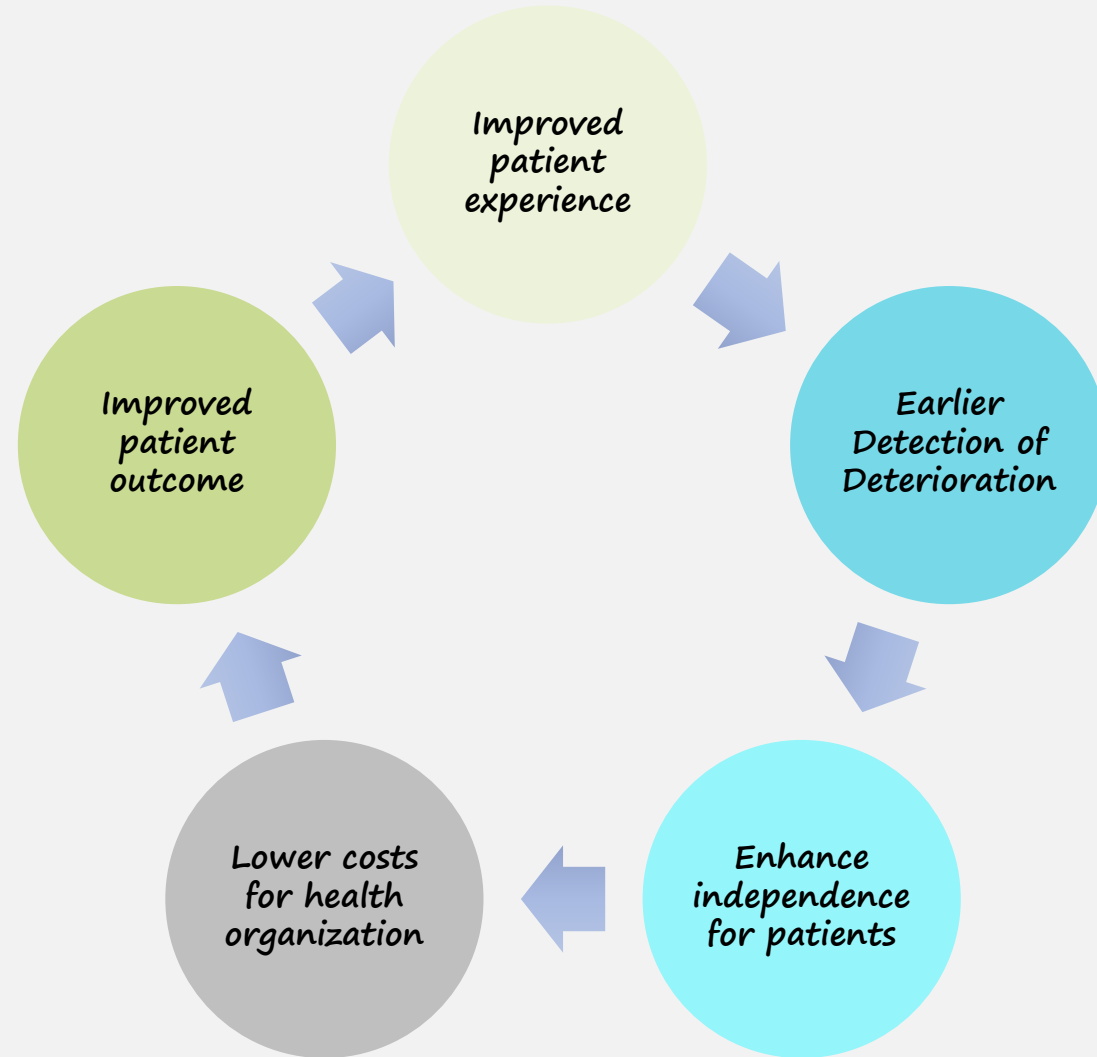 Improved
patient
experience
Earlier
Detection of
Deterioration
Enhance
independence
for patients
Lower costs
for health
organization
Improved
patient
outcome